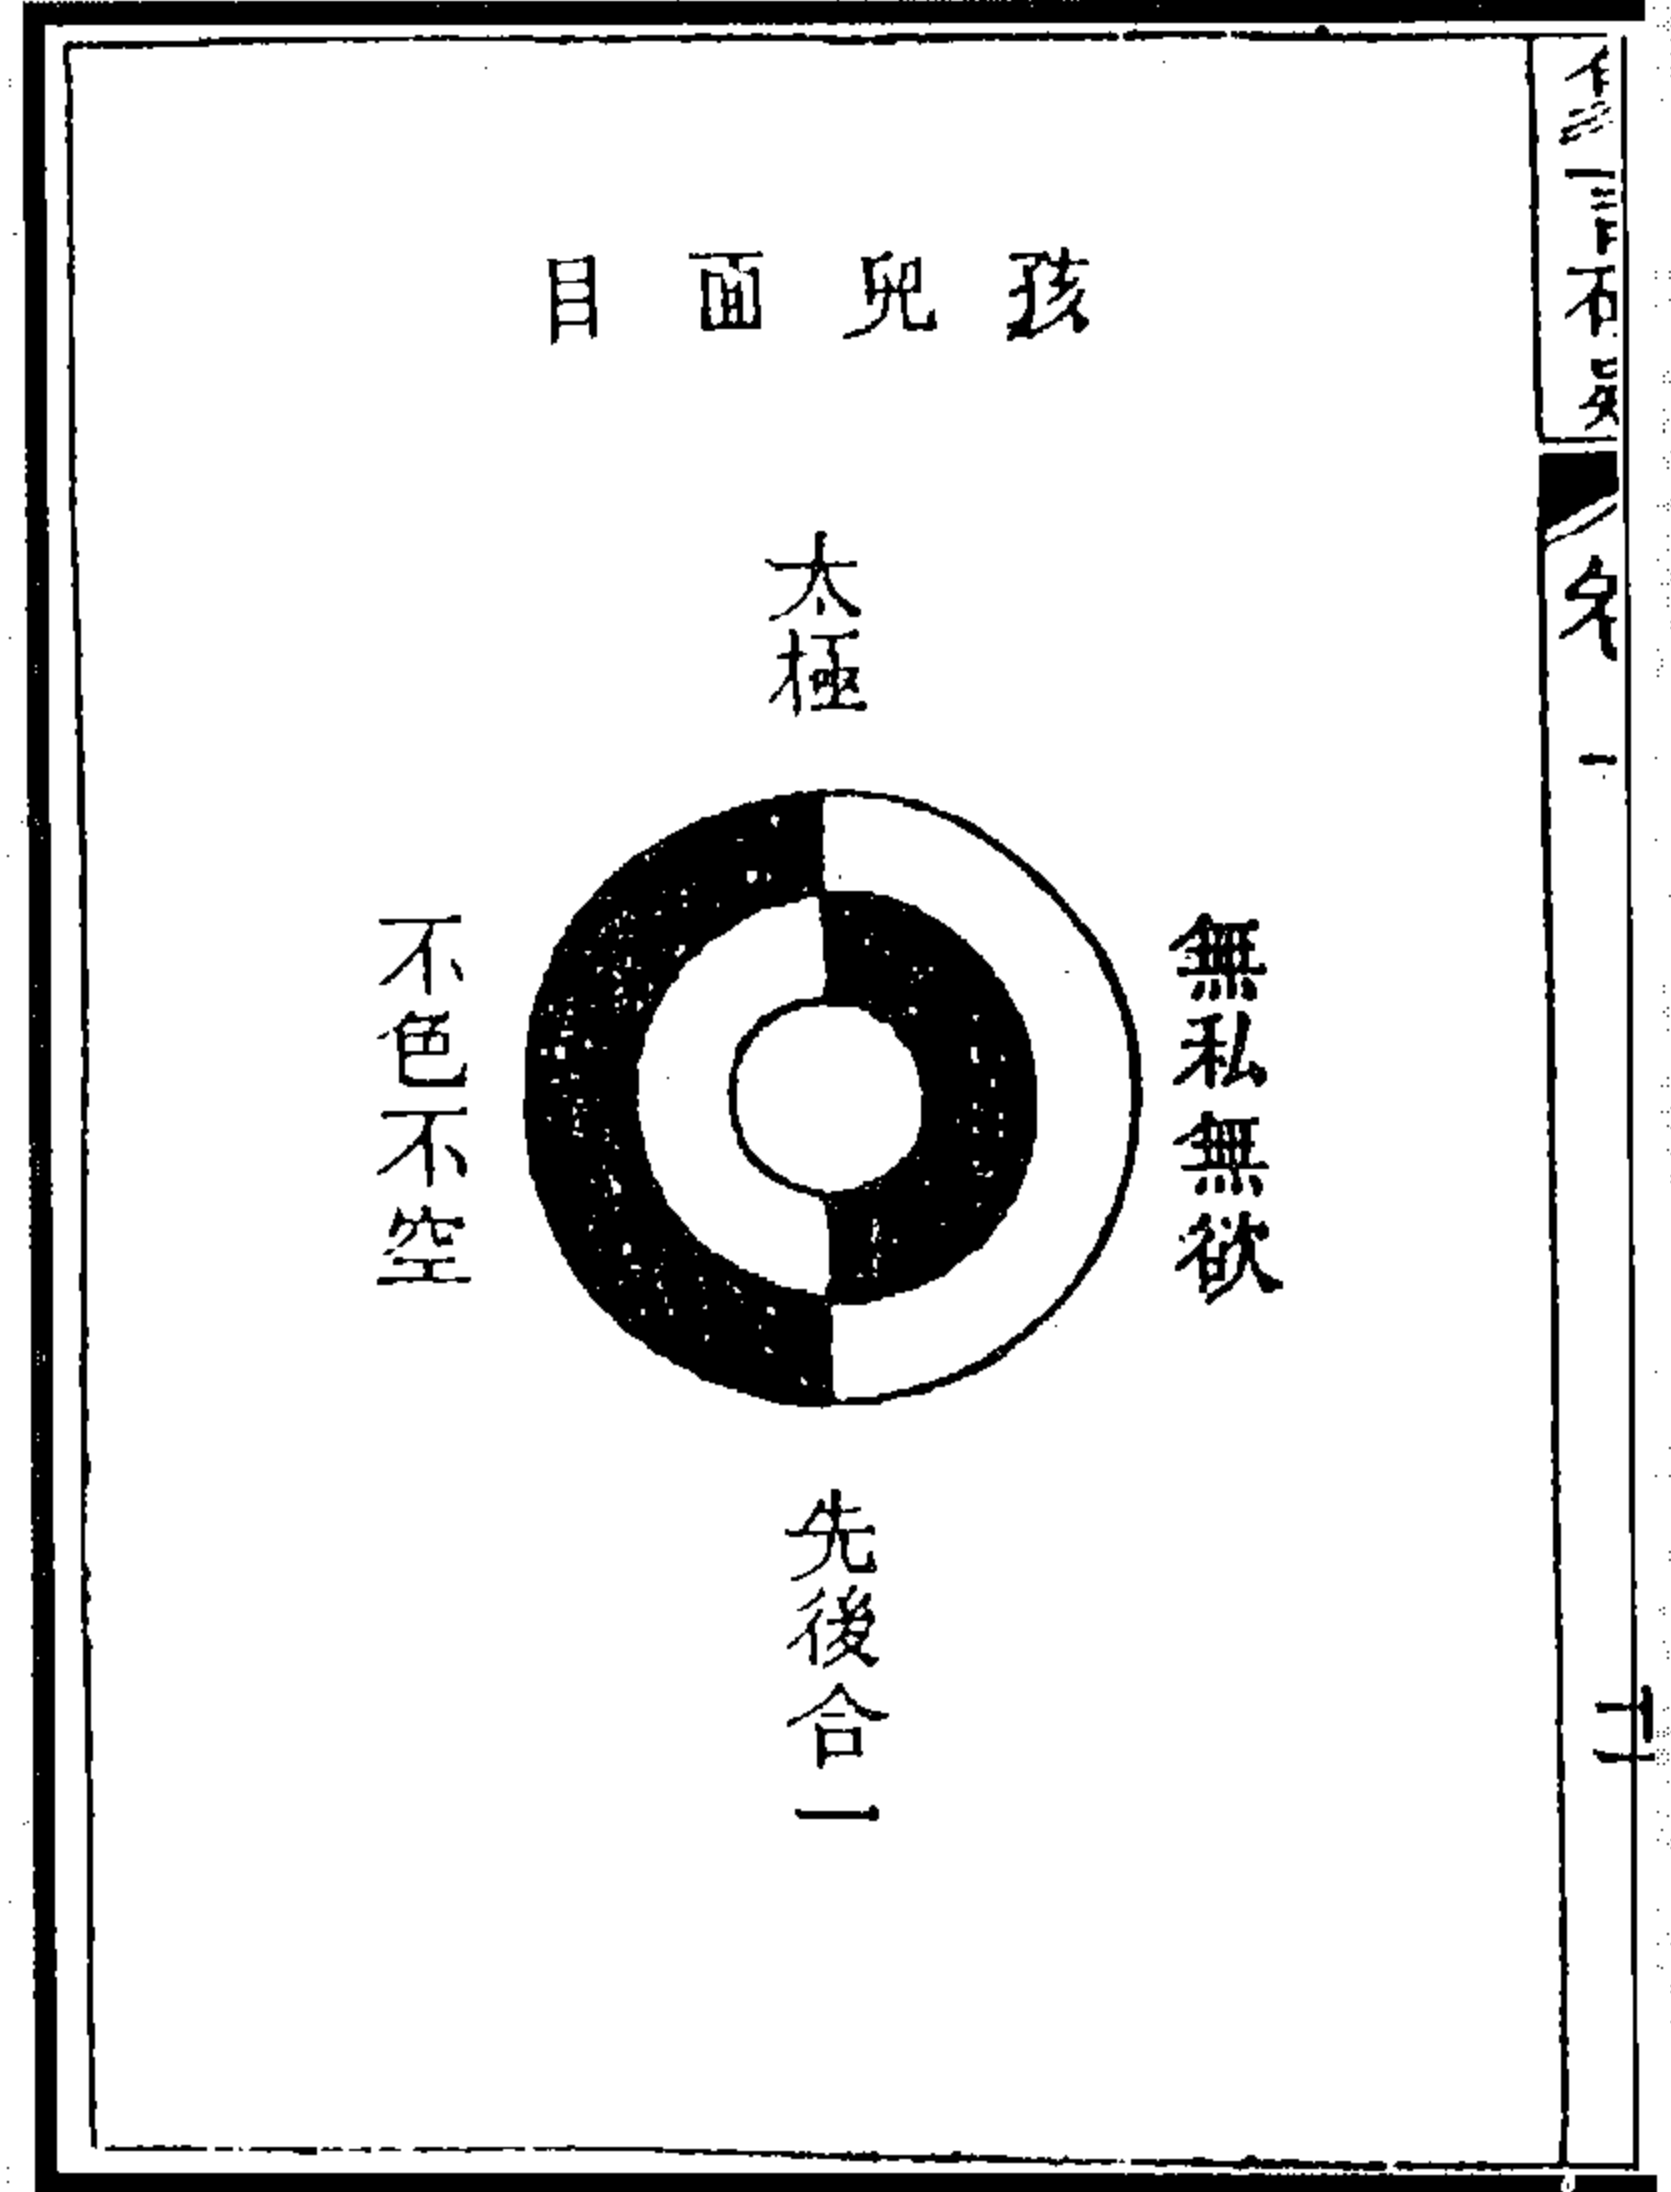 孩兒面目
太極
無私無欲
不色不空
先後合一